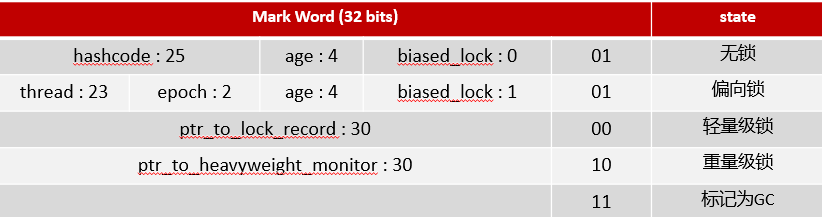 Mark Word (32 bits) state
hashcode : 25 age : 4 biased_lock : 0 01 无锁
thread : 23 epoch : 2 age : 4 biased_lock : 1 01 偏向锁
ptr_to_lock_record : 30 00 轻量级锁
ptr_to_heavyweight_monitor : 30 10 重量级锁
11 标记为GC